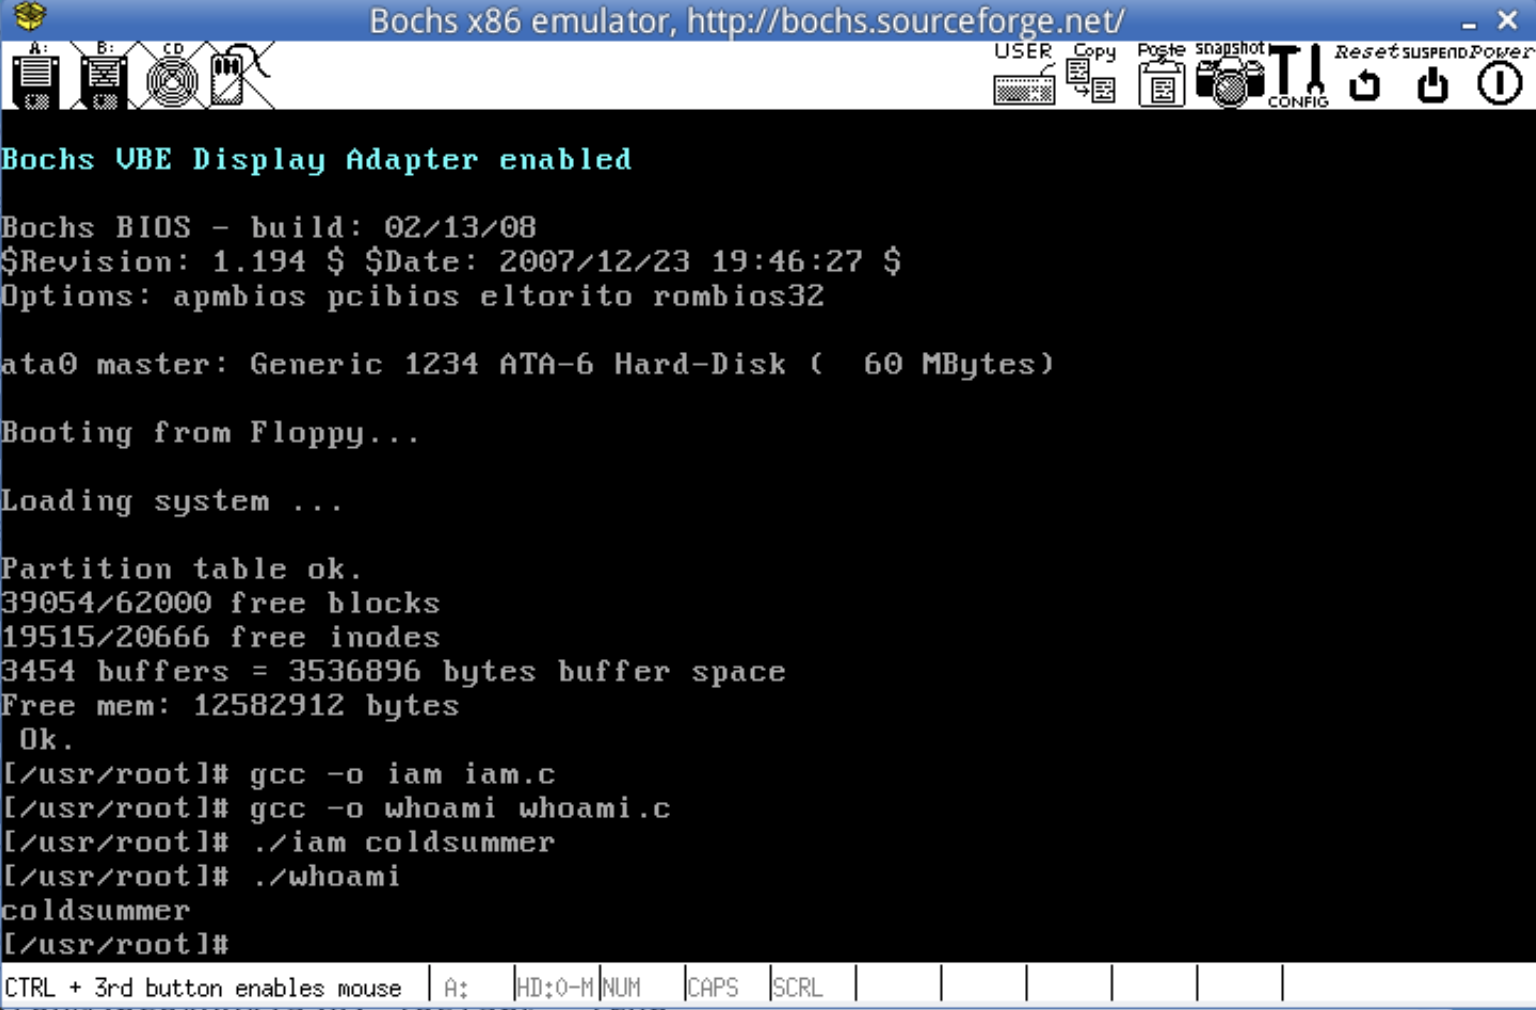 Bochs x86 emulator, http://bochs.sourceforge.net/
A: B: CD USER Copy Paste snapshot CONFIG Reset SUSPEND Power
Bochs VBE Display Adapter enabled
Bochs BIOS - build: 02/13/08
$Revision: 1.194 $ $Date: 2007/12/23 19:46:27 $
Options: apmbios pcibios eltorito rombios32
ata0 master: Generic 1234 ATA-6 Hard-Disk (  60 MBytes)
Booting from Floppy...
Loading system ...
Partition table ok.
39054/62000 free blocks
19515/20666 free inodes
3454 buffers = 3536896 bytes buffer space
Free mem: 12582912 bytes
Ok.
[/usr/root]# gcc -o iam iam.c
[/usr/root]# gcc -o whoami whoami.c
[/usr/root]# ./iam coldsummer
[/usr/root]# ./whoami
coldsummer
[/usr/root]#
CTRL + 3rd button enables mouse A: HD:0-M NUM CAPS SCRL